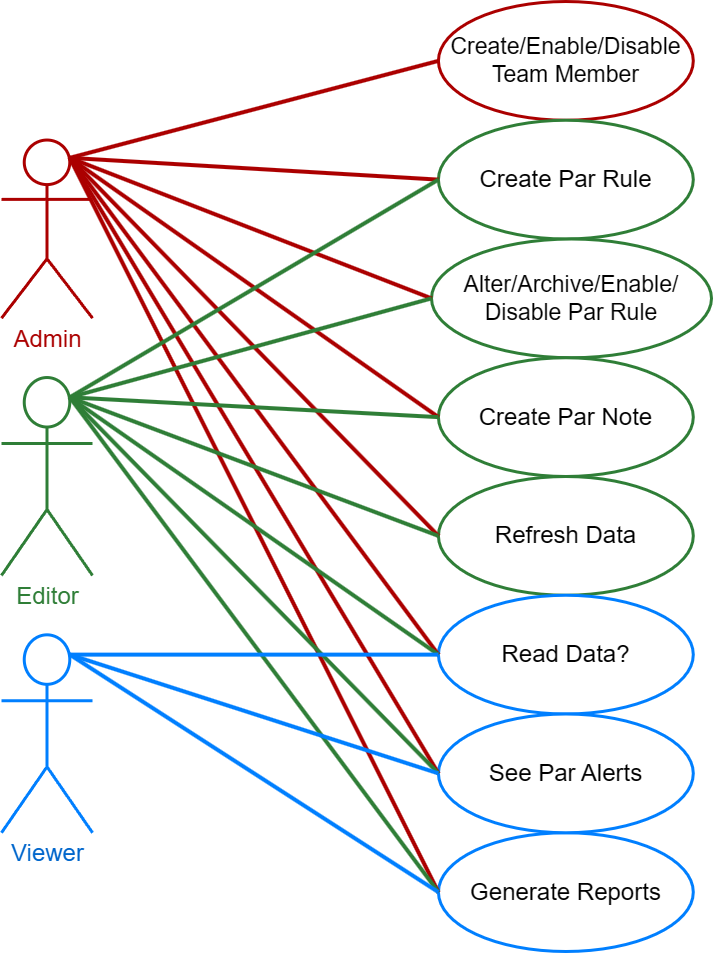 Create/Enable/Disable
Team Member
Create Par Rule
Alter/Archive/Enable/
Disable Par Rule
Admin
Create Par Note
Refresh Data
Editor
Read Data?
See Par Alerts
Viewer
Generate Reports